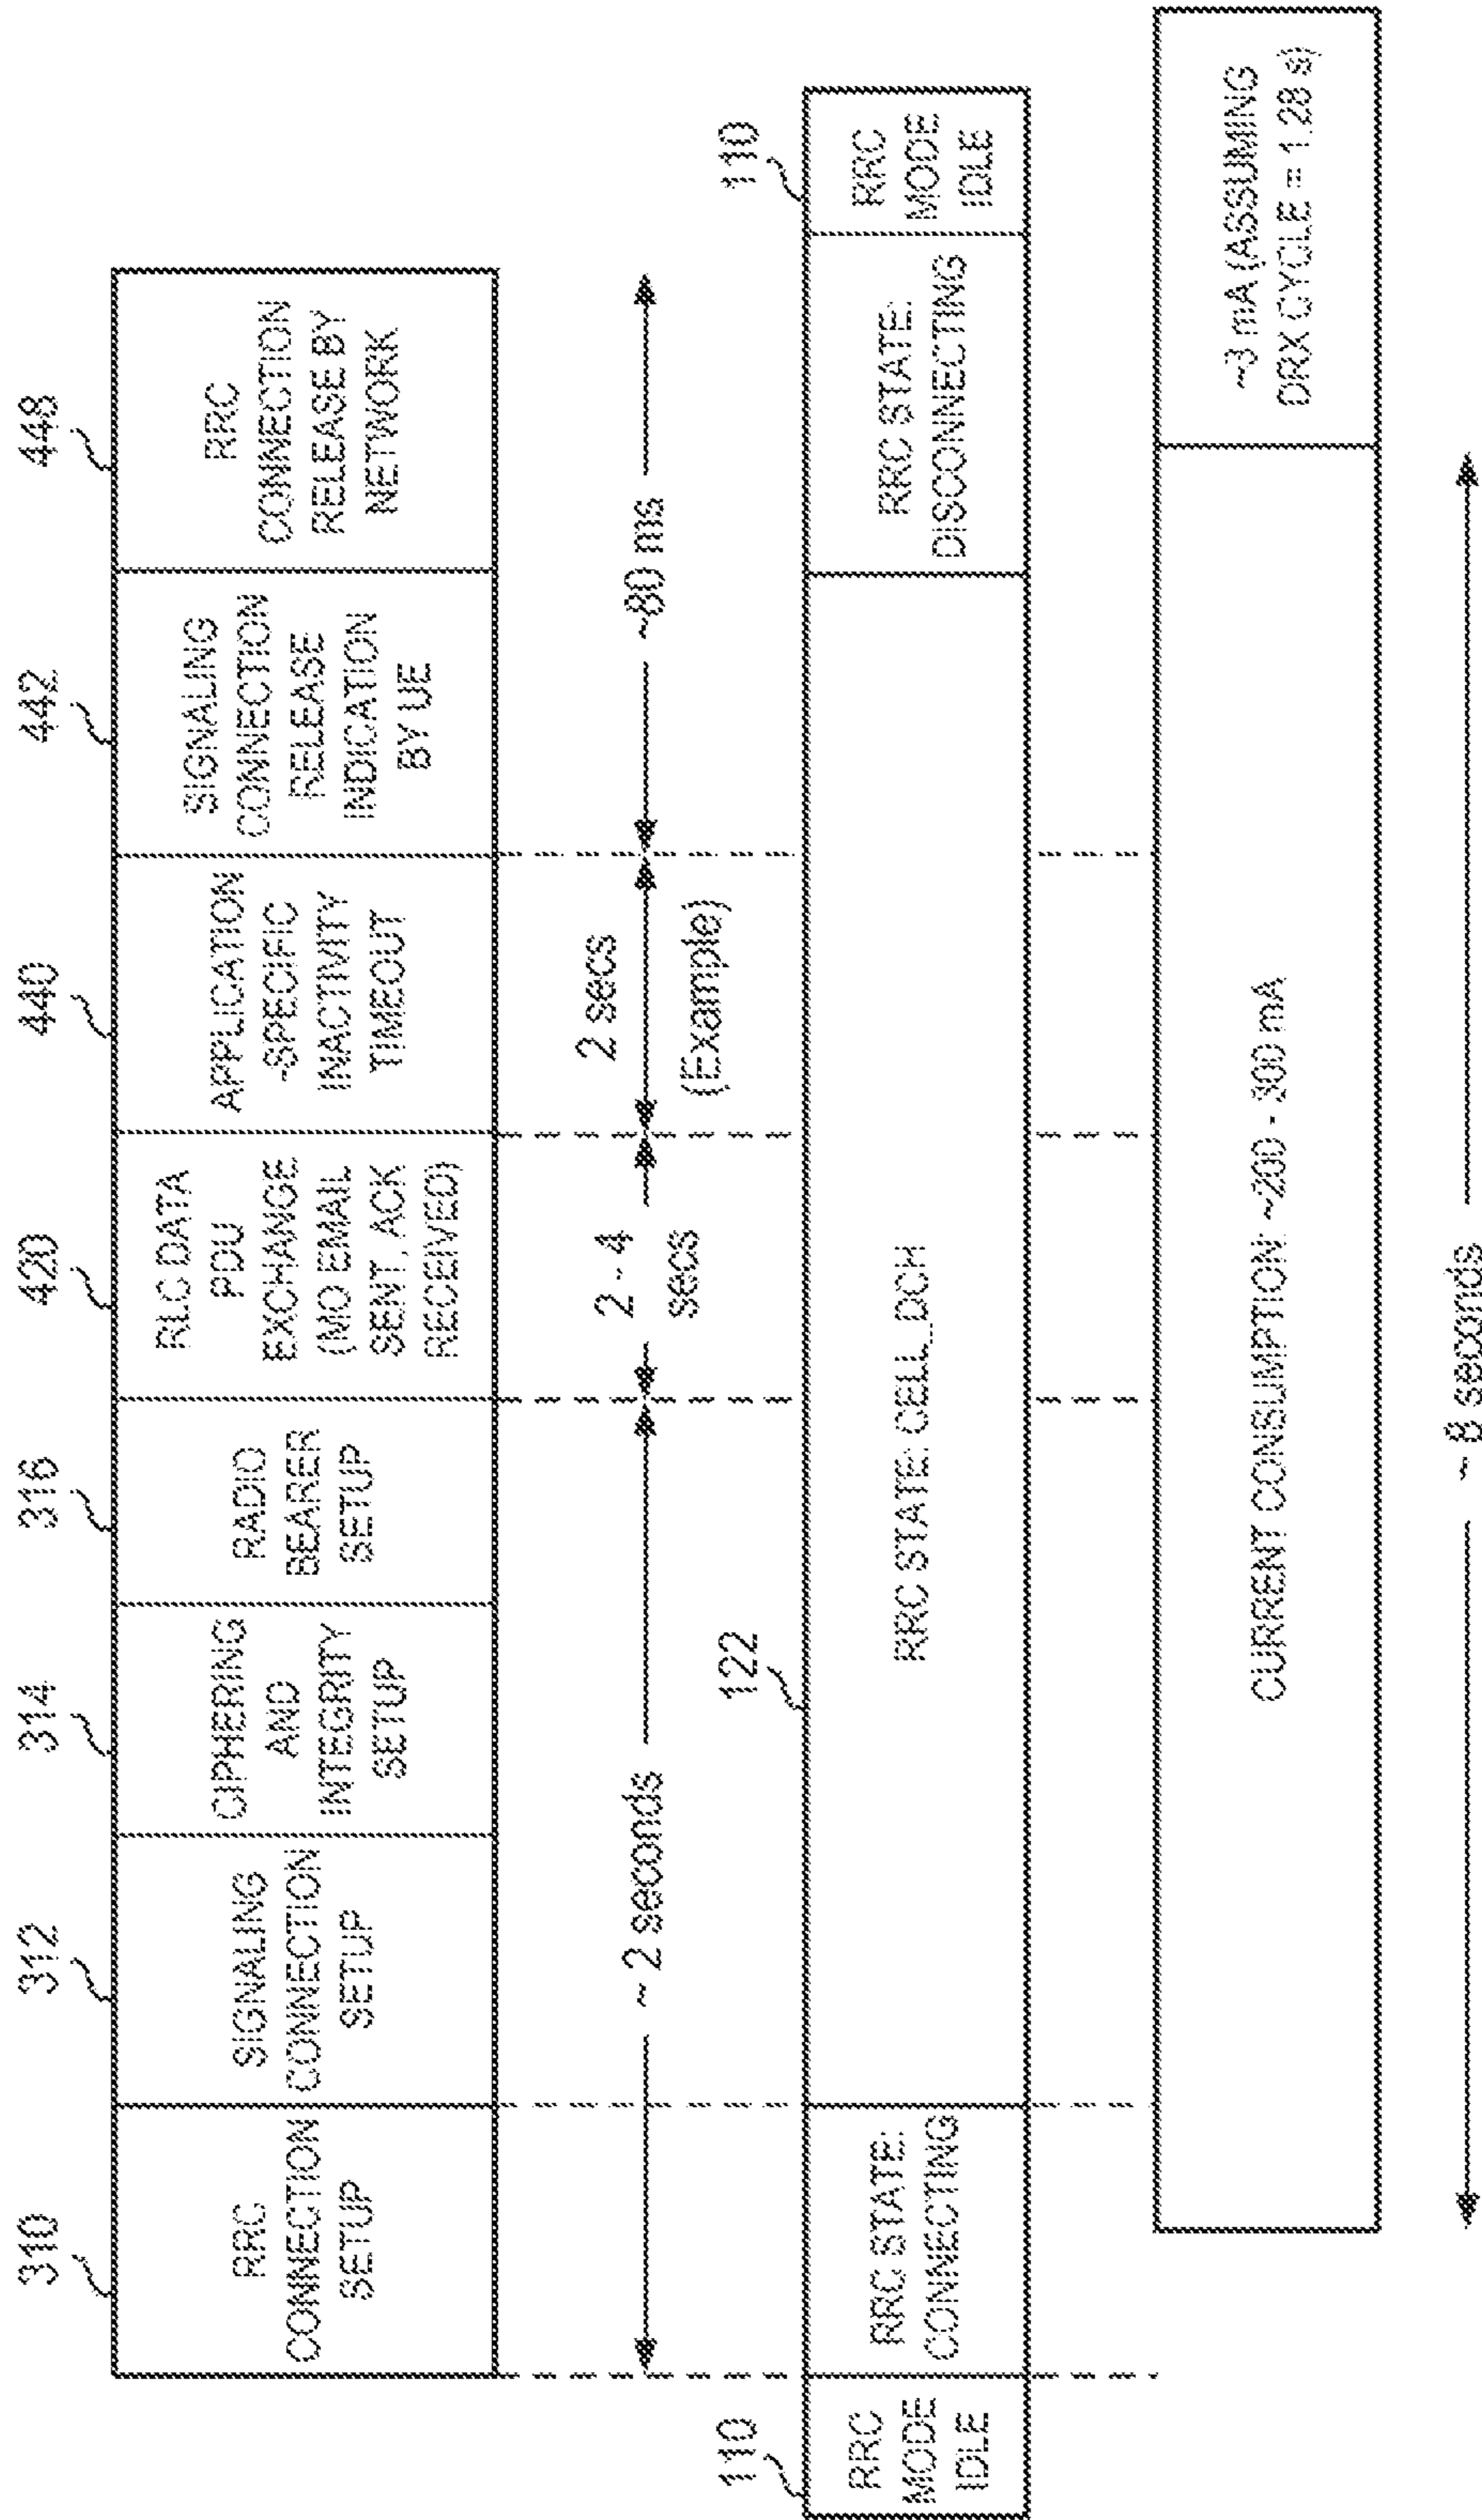 310
312
314
316
420
440
442
448
RRC
CONNECTION
SETUP
SIGNALING
CONNECTION
SETUP
CIPHERING
AND
INTEGRITY
SETUP
RADIO
BEARER
SETUP
RLC DATA
PDU
EXCHANGE
(MO EMAIL
SENT, ACK
RECEIVED)
APPLICATION
-SPECIFIC
INACTIVITY
TIMEOUT
SIGNALING
CONNECTION
RELEASE
INDICATION
BY UE
RRC
CONNECTION
RELEASE BY
NETWORK
~ 2 seconds
2 - 4
secs
2 secs
(Example)
~80 ms
110
122
110
RRC
MODE
IDLE
RRC STATE:
CONNECTING
RRC STATE: CELL_DCH
RRC STATE:
DISCONNECTING
RRC
MODE
IDLE
CURRENT CONSUMPTION: ~200 - 300 mA
~3 mA (ASSUMING
DRX CYCLE = 1.28 s)
~ 8 seconds